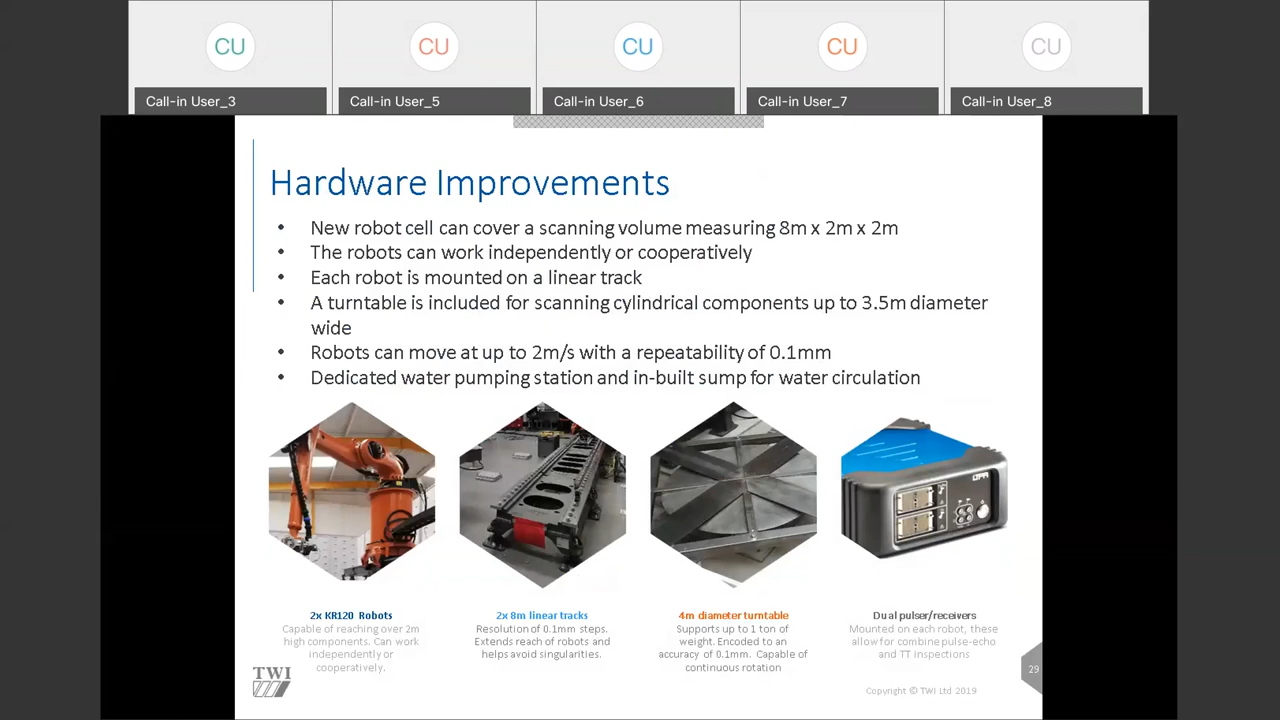 CU CU CU CU CU
Call-in User_3 Call-in User_5 Call-in User_6 Call-in User_7 Call-in User_8
Hardware Improvements
• New robot cell can cover a scanning volume measuring 8m x 2m x 2m
• The robots can work independently or cooperatively
• Each robot is mounted on a linear track
• A turntable is included for scanning cylindrical components up to 3.5m diameter
wide
• Robots can move at up to 2m/s with a repeatability of 0.1mm
• Dedicated water pumping station and in-built sump for water circulation
2x KR120 Robots
Capable of reaching over 2m
high components. Can work
independently or
cooperatively.
2x 8m linear tracks
Resolution of 0.1mm steps.
Extends reach of robots and
helps avoid singularities.
4m diameter turntable
Supports up to 1 ton of
weight. Encoded to an
accuracy of 0.1mm. Capable of
continuous rotation
Dual pulser/receivers
Mounted on each robot, these
allow for combine pulse-echo
and TT inspections
TWI
29
Copyright © TWI Ltd 2019